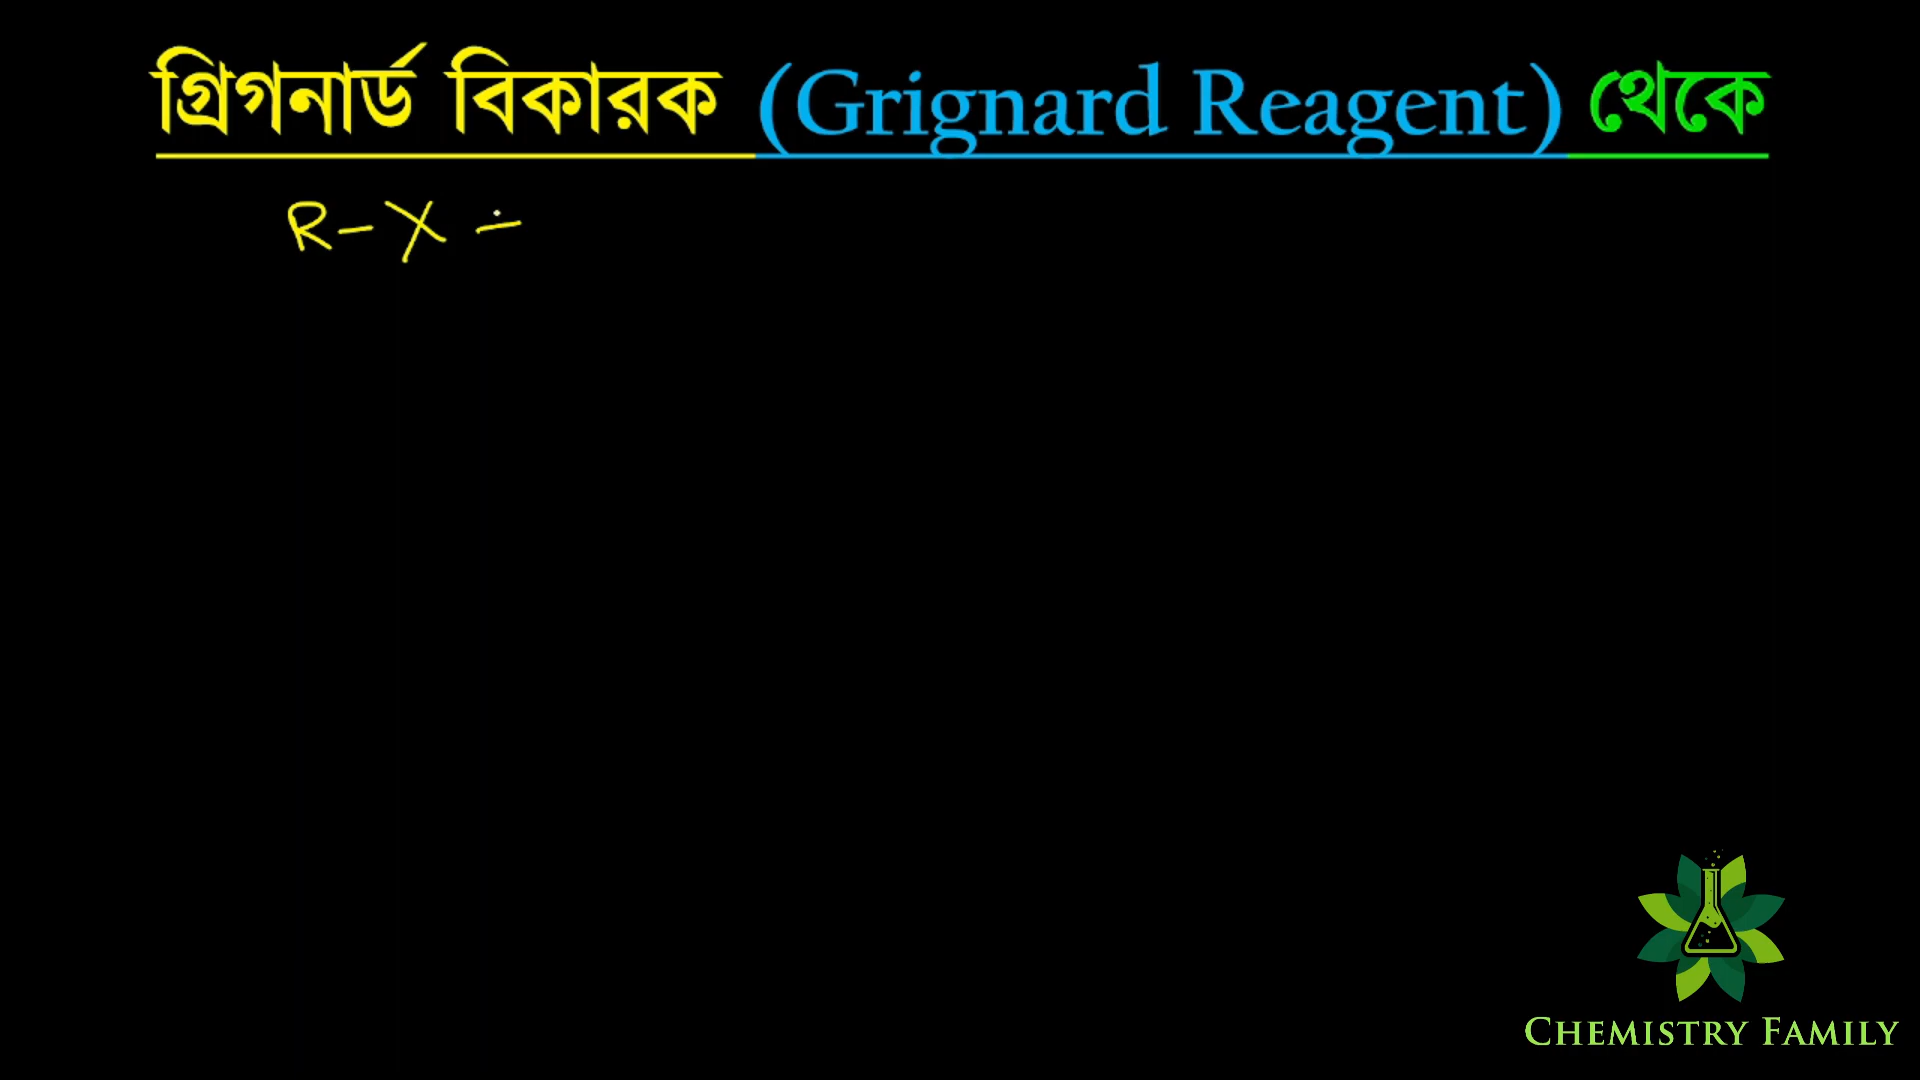 গ্রিগনার্ড বিকারক (Grignard Reagent) থেকে
R-X ÷
CHEMISTRY FAMILY